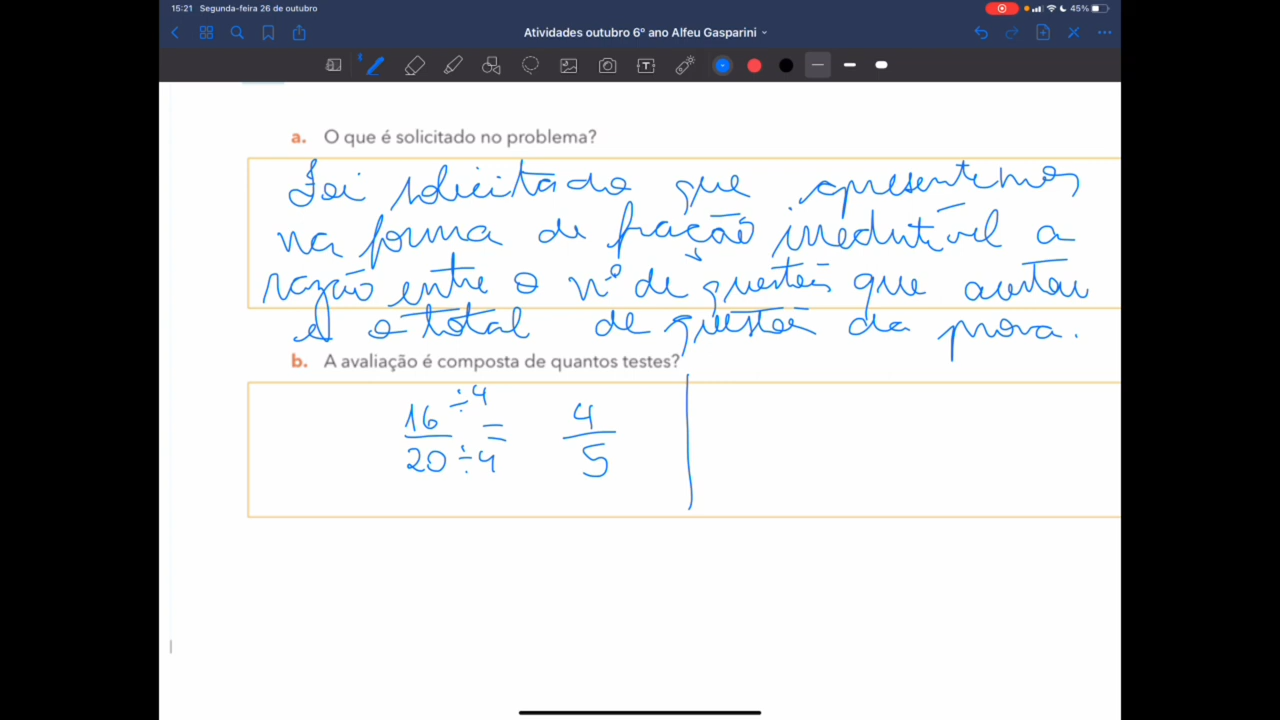 15:21 Segunda-feira 26 de outubro 45%
Atividades outubro 6º ano Alfeu Gasparini
a. O que é solicitado no problema?
Foi solicitado que apresentemos
na forma de fração irredutível a
razão entre o nº de questões que acertou
e o total de questões da prova.
b. A avaliação é composta de quantos testes?
16 ÷4 = 4
20 ÷4 5